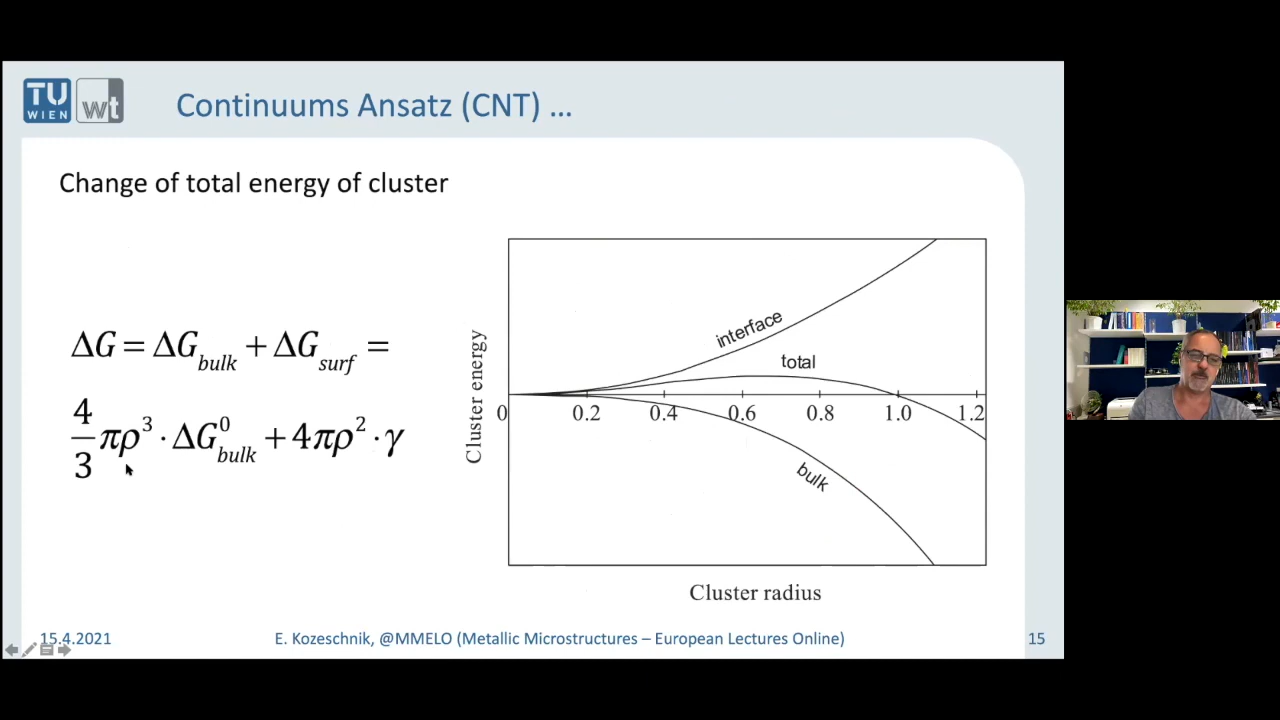 TU
WIEN
wt
Continuums Ansatz (CNT) ...
Change of total energy of cluster
ΔG = ΔG_bulk + ΔG_surf =
4/3 πρ³ · ΔG⁰_bulk + 4πρ² · γ
Cluster energy
interface
total
bulk
0 0.2 0.4 0.6 0.8 1.0 1.2
Cluster radius
15.4.2021
E. Kozeschnik, @MMELO (Metallic Microstructures – European Lectures Online)
15